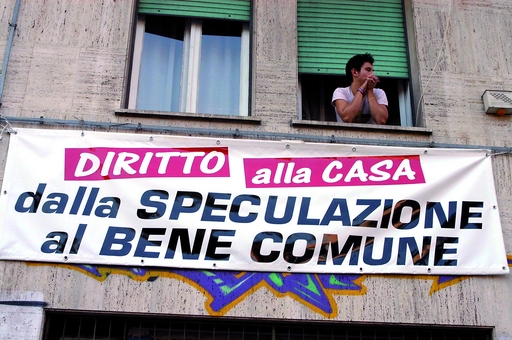 DIRITTO alla CASA
dalla SPECULAZIONE
al BENE COMUNE